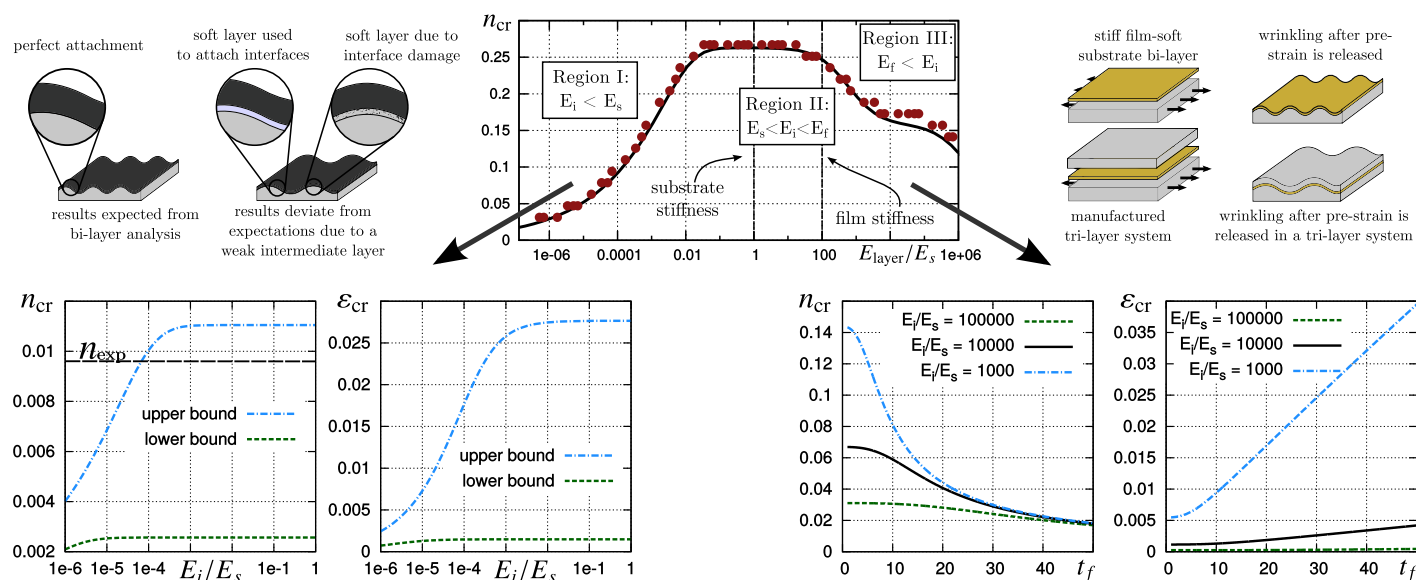 perfect attachment
results expected from
bi-layer analysis
soft layer used
to attach interfaces
soft layer due to
interface damage
results deviate from
expectations due to a
weak intermediate layer
n_cr
0.25
0.2
0.15
0.1
0.05
0
Region I:
E_i < E_s
Region II:
E_s<E_i<E_f
Region III:
E_f < E_i
substrate
stiffness
film stiffness
1e-06 0.0001 0.01 1 100 E_layer/E_s 1e+06
stiff film-soft
substrate bi-layer
wrinkling after pre-
strain is released
manufactured
tri-layer system
wrinkling after pre-strain is
released in a tri-layer system
n_cr
0.01
0.008
0.006
0.004
0.002
n_exp
upper bound
lower bound
1e-6 1e-5 1e-4 E_i/E_s 1e-1 1
ε_cr
0.025
0.02
0.015
0.01
0.005
0
upper bound
lower bound
1e-6 1e-5 1e-4 E_i/E_s 1e-1 1
n_cr
0.14
0.12
0.1
0.08
0.06
0.04
0.02
0
E_i/E_s = 100000
E_i/E_s = 10000
E_i/E_s = 1000
0 10 20 30 40 t_f
ε_cr
0.035
0.03
0.025
0.02
0.015
0.01
0.005
0
E_i/E_s = 100000
E_i/E_s = 10000
E_i/E_s = 1000
0 10 20 30 40 t_f